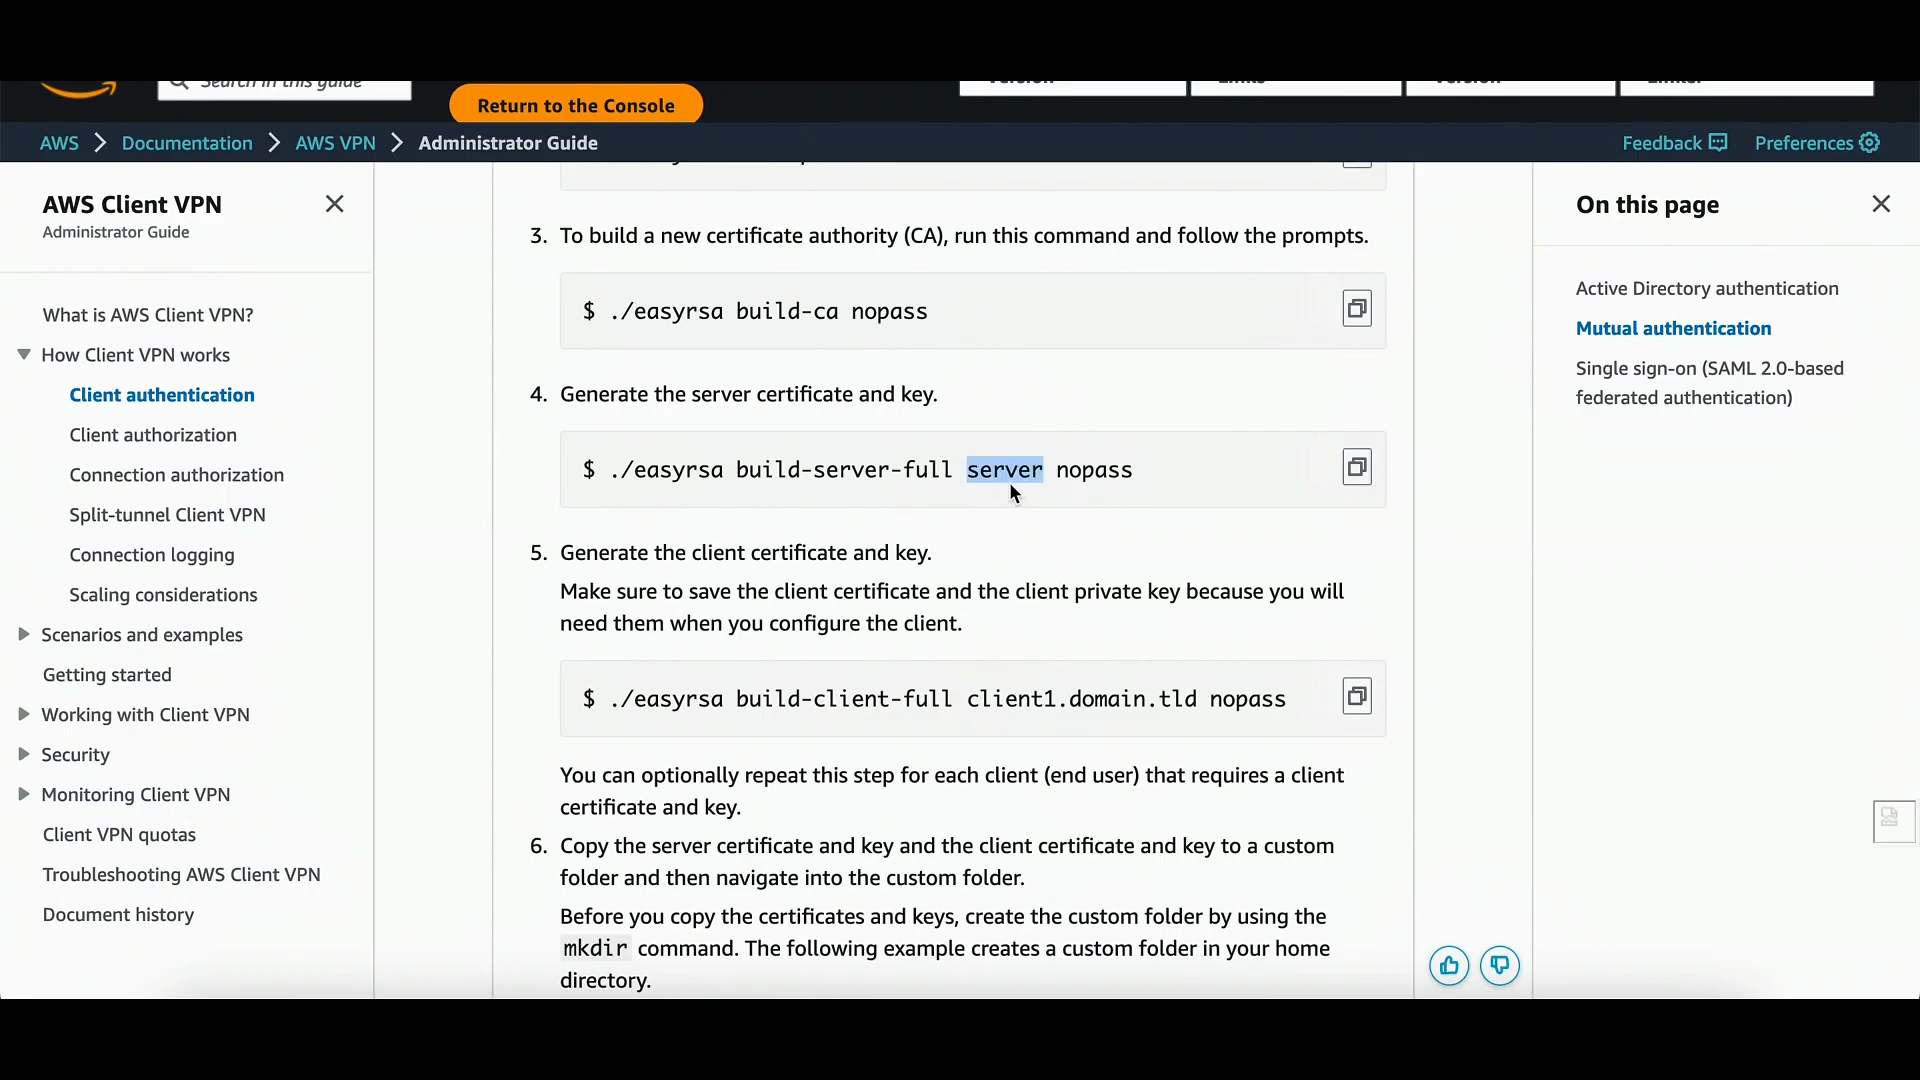 Search in this guide
Return to the Console
AWS
Documentation
AWS VPN
Administrator Guide
Feedback
Preferences
AWS Client VPN
Administrator Guide
What is AWS Client VPN?
How Client VPN works
Client authentication
Client authorization
Connection authorization
Split-tunnel Client VPN
Connection logging
Scaling considerations
Scenarios and examples
Getting started
Working with Client VPN
Security
Monitoring Client VPN
Client VPN quotas
Troubleshooting AWS Client VPN
Document history
3. To build a new certificate authority (CA), run this command and follow the prompts.
$ ./easyrsa build-ca nopass
4. Generate the server certificate and key.
$ ./easyrsa build-server-full server nopass
5. Generate the client certificate and key.
Make sure to save the client certificate and the client private key because you will
need them when you configure the client.
$ ./easyrsa build-client-full client1.domain.tld nopass
You can optionally repeat this step for each client (end user) that requires a client
certificate and key.
6. Copy the server certificate and key and the client certificate and key to a custom
folder and then navigate into the custom folder.
Before you copy the certificates and keys, create the custom folder by using the
mkdir command. The following example creates a custom folder in your home
directory.
On this page
Active Directory authentication
Mutual authentication
Single sign-on (SAML 2.0-based
federated authentication)